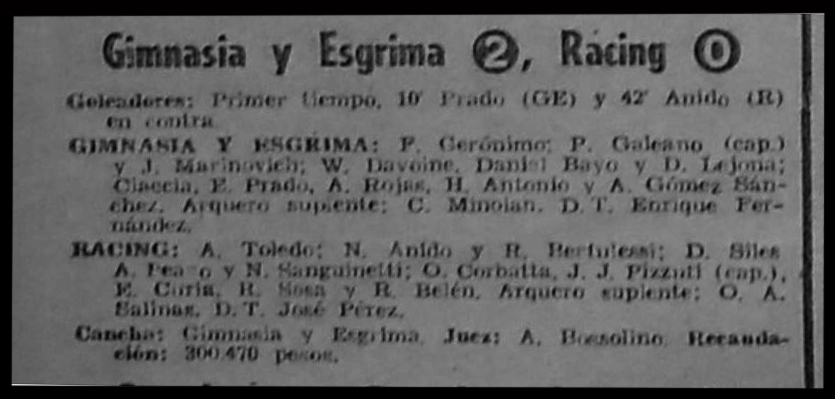 Gimnasia y Esgrima 2, Racing 0
Goleadores: Primer tiempo, 10' Prado (GE) y 42' Anido (R)
en contra.
GIMNASIA Y ESGRIMA: F. Gerónimo; P. Galeano (cap.)
y J. Marinovich; W. Davoine, Daniel Bayo y D. Lejona;
Ciaccia, E. Prado, A. Rojas, H. Antonio y A. Gómez Sán-
chez. Arquero suplente: C. Minoian. D. T. Enrique Fer-
nández.
RACING: A. Toledo; N. Anido y R. Bertulessi; D. Siles
A. y N. Sanguinetti; O. Corbatta, J. J. Pizzuti (cap.),
E. Curia, R. Sosa y R. Belén. Arquero suplente: O. A.
Salinas. D. T. José Pérez.
Cancha: Gimnasia y Esgrima. Juez: A. Bossolino. Recauda-
ción: 300.470 pesos.